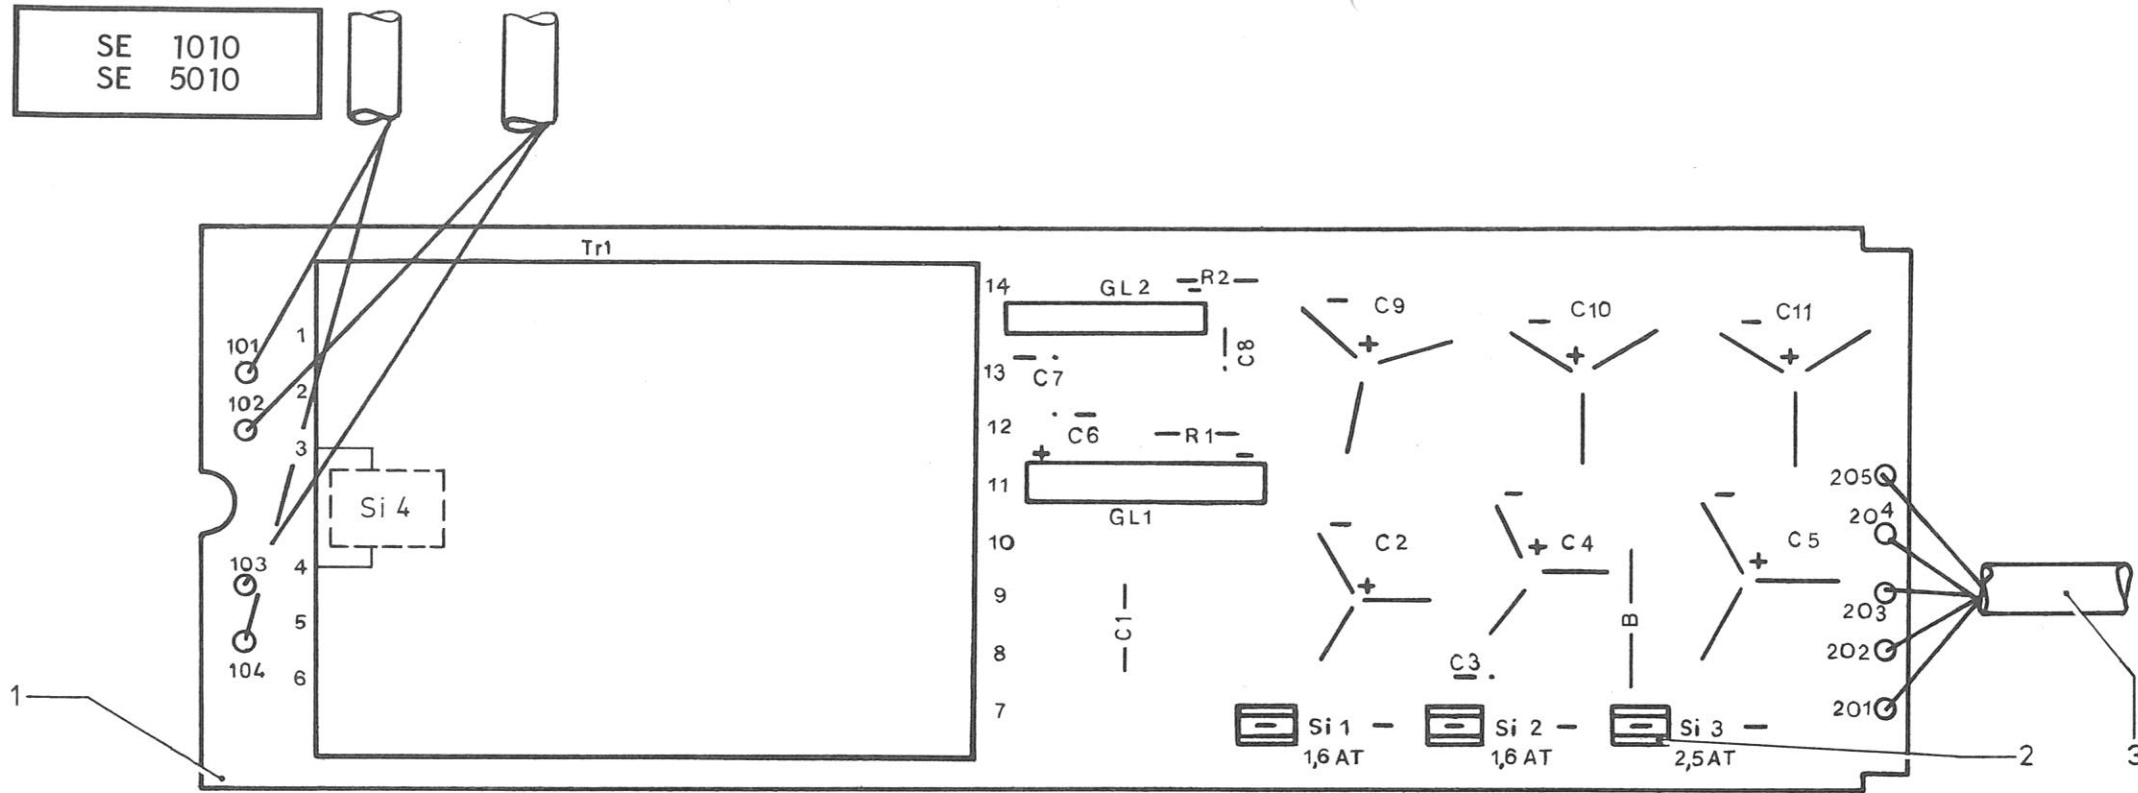 SE 1010
SE 5010
Tr1
14
GL2
-R2-
C9
C10
C11
1
101
C8
13
C7
2
102
12
C6
-R1-
3
11
205
Si 4
GL1
204
10
C2
C4
C5
103
4
9
203
5
C1
B
8
202
104
C3
6
1
7
201
Si 1 -
Si 2 -
Si 3 -
1,6 AT
1,6 AT
2,5 AT
2
3